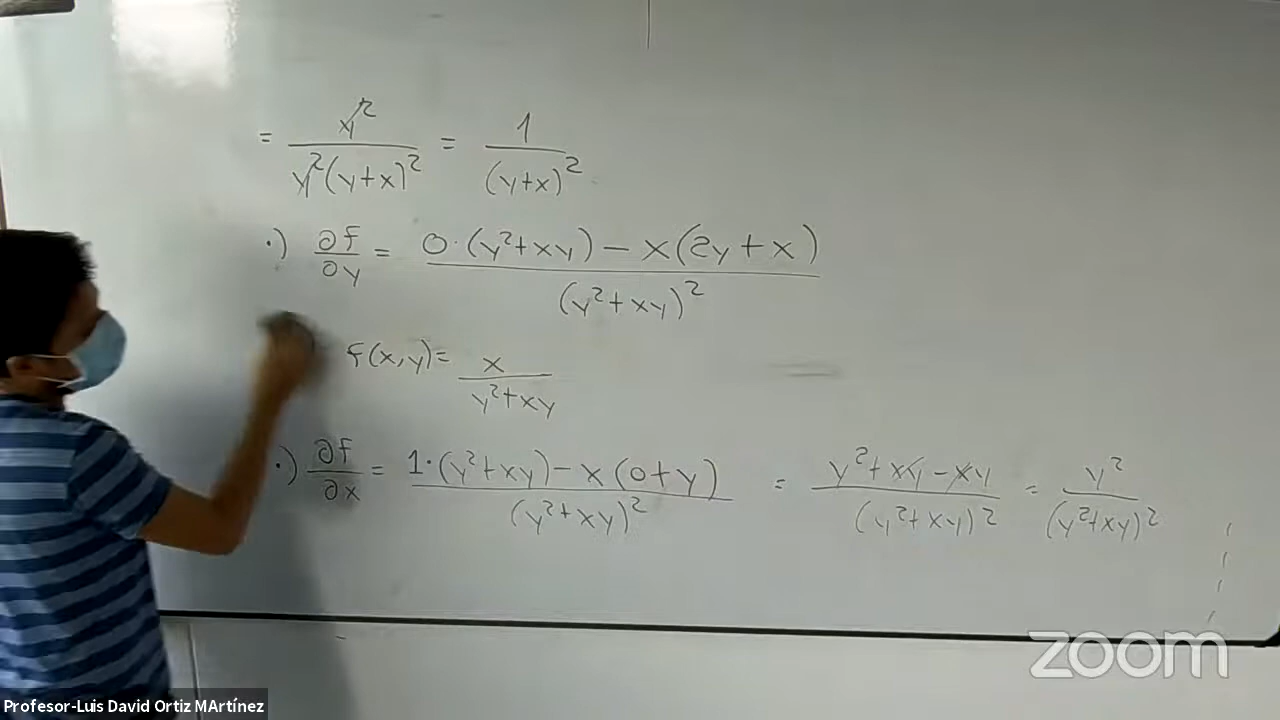 = y² / y²(y+x)² = 1 / (y+x)²
·) ∂f/∂y = 0·(y²+xy) − x(2y+x) / (y²+xy)²
f(x,y)= x / y²+xy
·) ∂f/∂x = 1·(y²+xy) − x(0+y) / (y²+xy)² = y²+xy−xy / (y²+xy)² = y² / (y²+xy)²
zoom
Profesor-Luis David Ortiz MArtínez